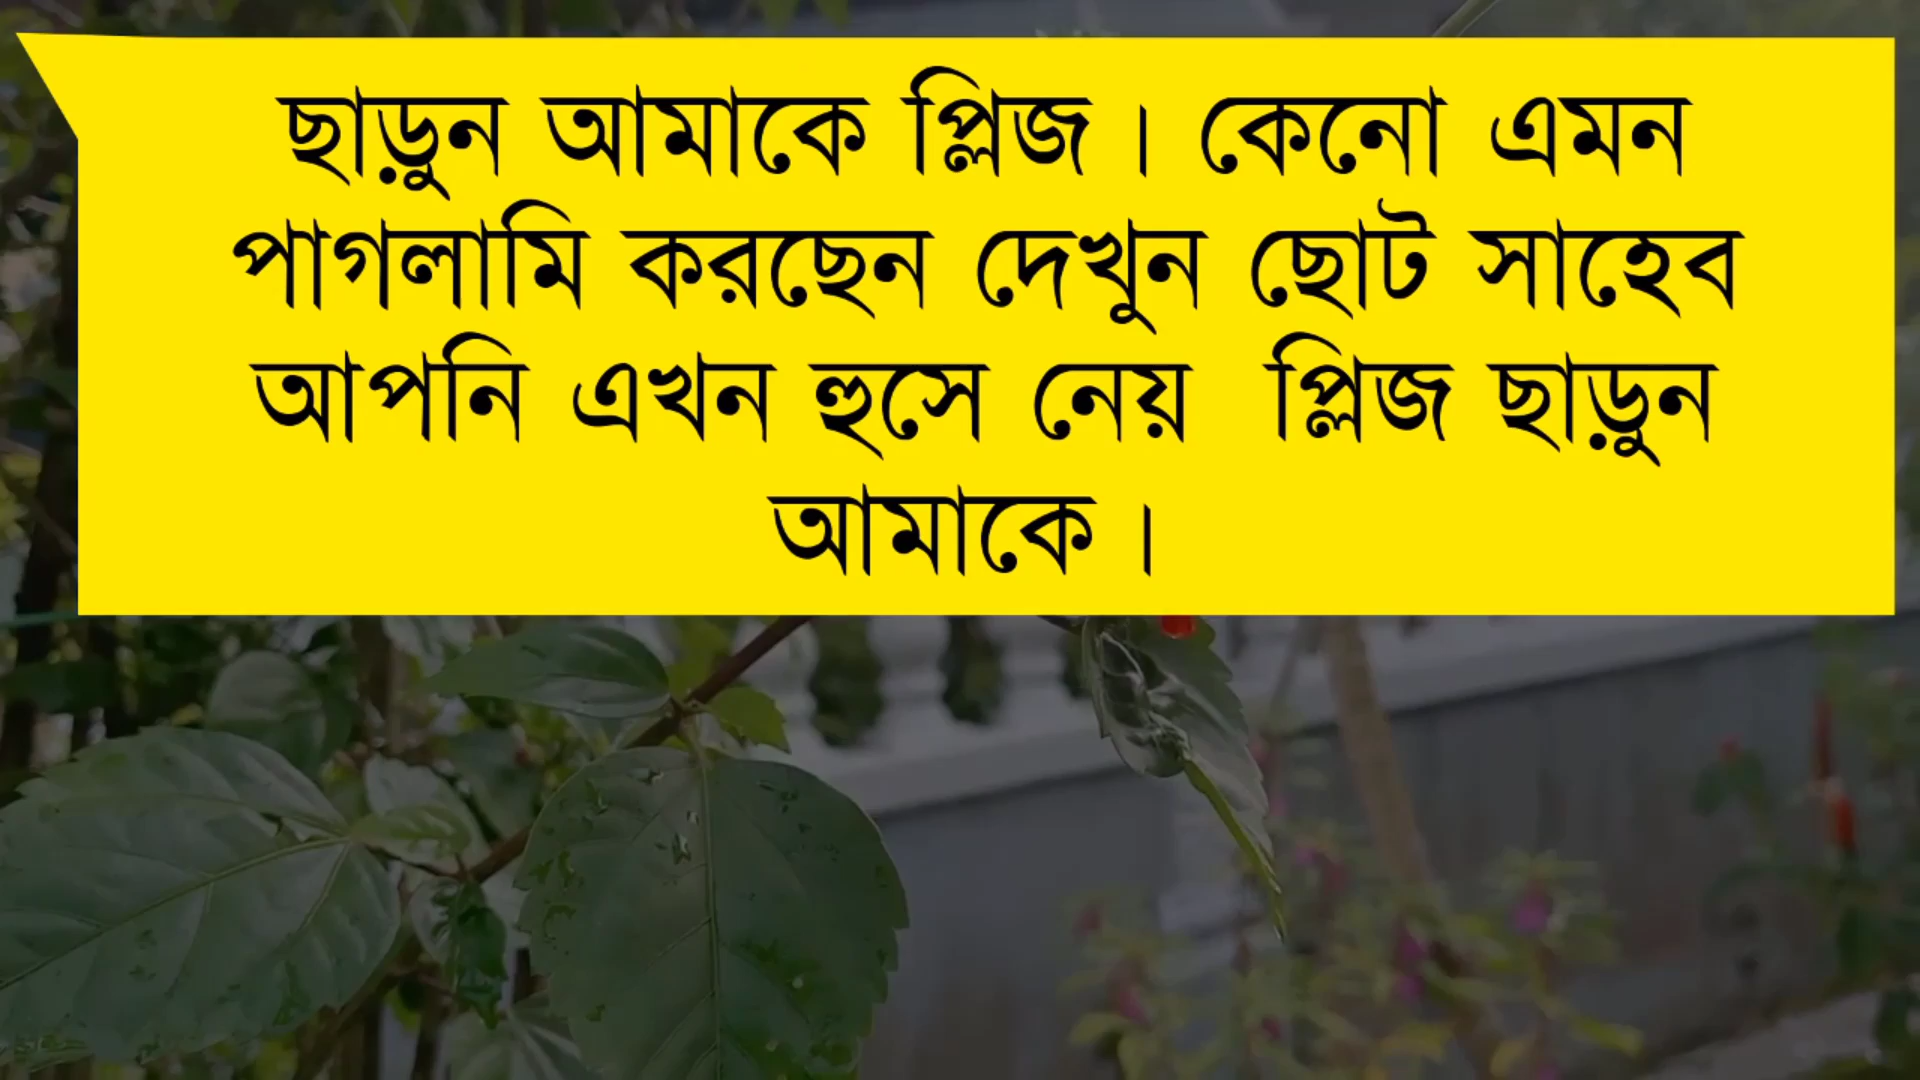 ছাড়ুন আমাকে প্লিজ । কেনো এমন
পাগলামি করছেন দেখুন ছোট সাহেব
আপনি এখন হুসে নেয় প্লিজ ছাড়ুন
আমাকে ।